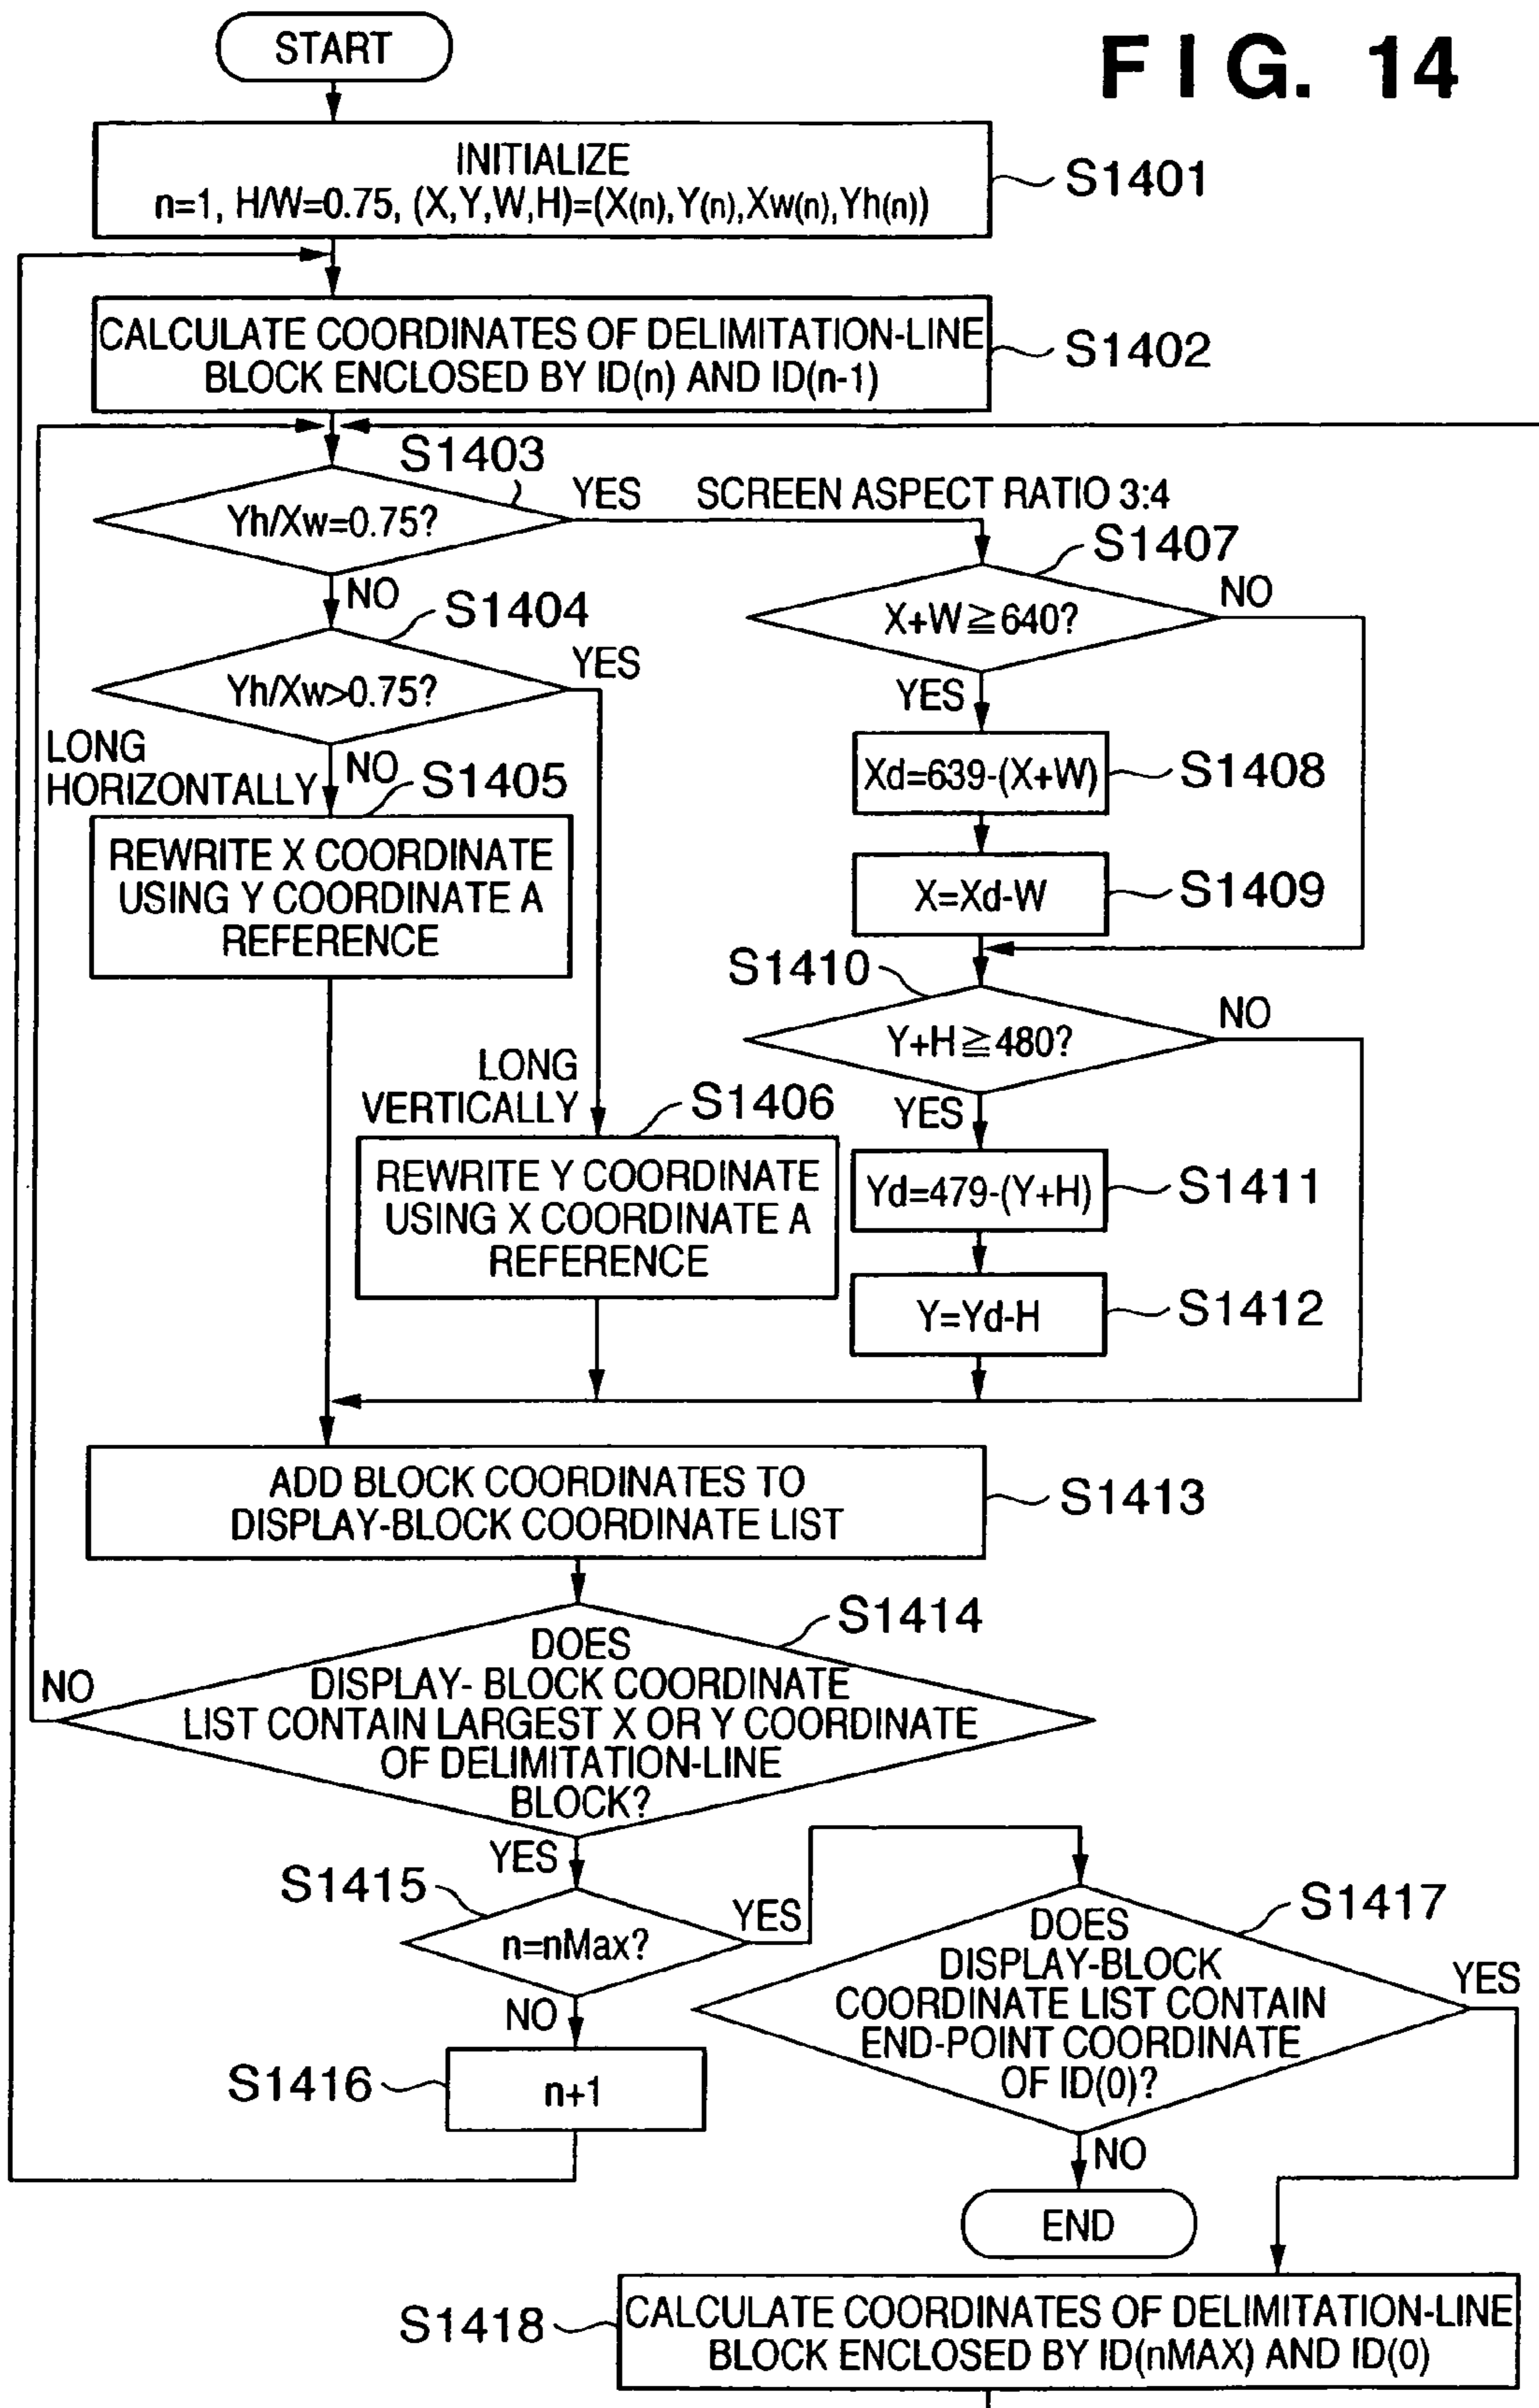 START
FIG. 14
INITIALIZE
n=1, H/W=0.75, (X,Y,W,H)=(X(n),Y(n),Xw(n),Yh(n))
S1401
CALCULATE COORDINATES OF DELIMITATION-LINE
BLOCK ENCLOSED BY ID(n) AND ID(n-1)
S1402
S1403
Yh/Xw=0.75?
YES
SCREEN ASPECT RATIO 3:4
NO
S1407
X+W≧640?
NO
S1404
Yh/Xw>0.75?
YES
YES
LONG
HORIZONTALLY
NO
S1405
Xd=639-(X+W)
S1408
REWRITE X COORDINATE
USING Y COORDINATE A
REFERENCE
X=Xd-W
S1409
S1410
Y+H≧480?
NO
LONG
VERTICALLY
S1406
YES
REWRITE Y COORDINATE
USING X COORDINATE A
REFERENCE
Yd=479-(Y+H)
S1411
Y=Yd-H
S1412
ADD BLOCK COORDINATES TO
DISPLAY-BLOCK COORDINATE LIST
S1413
S1414
DOES
DISPLAY- BLOCK COORDINATE
LIST CONTAIN LARGEST X OR Y COORDINATE
OF DELIMITATION-LINE
BLOCK?
NO
YES
S1415
n=nMax?
YES
NO
S1416
n+1
S1417
DOES
DISPLAY-BLOCK
COORDINATE LIST CONTAIN
END-POINT COORDINATE
OF ID(0)?
YES
NO
END
S1418
CALCULATE COORDINATES OF DELIMITATION-LINE
BLOCK ENCLOSED BY ID(nMAX) AND ID(0)